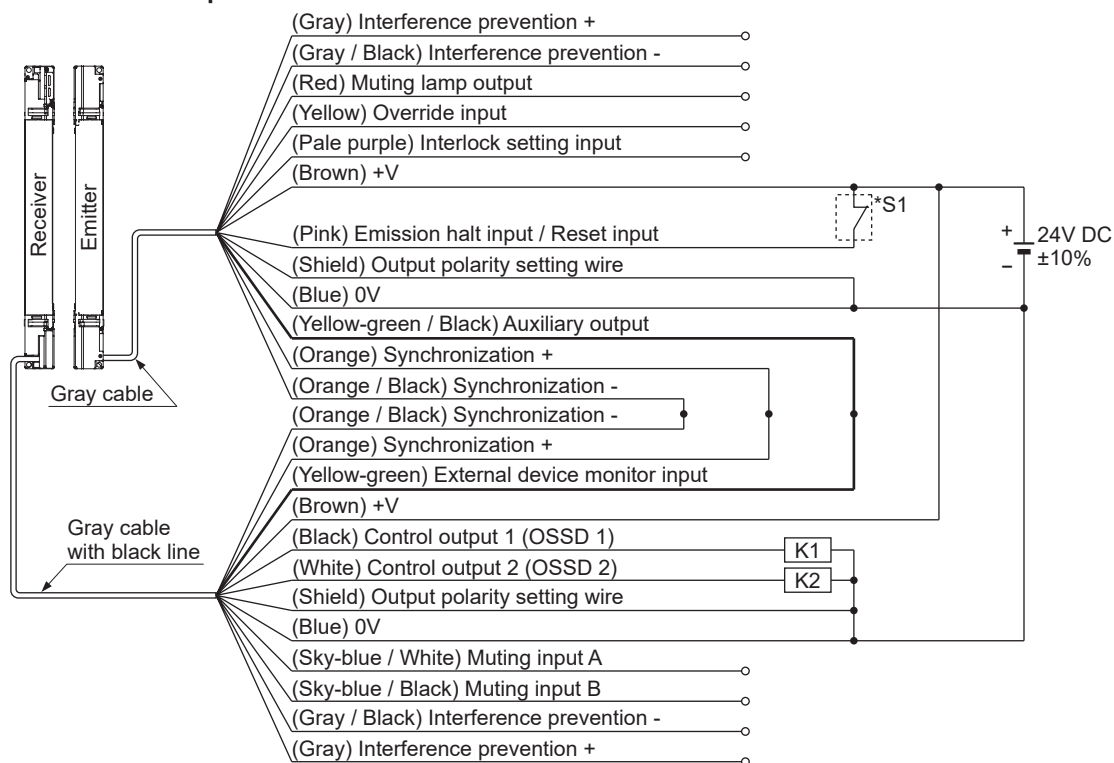 (Gray) Interference prevention +
(Gray / Black) Interference prevention -
(Red) Muting lamp output
(Yellow) Override input
(Pale purple) Interlock setting input
(Brown) +V
*S1
(Pink) Emission halt input / Reset input
(Shield) Output polarity setting wire
(Blue) 0V
+
-
24V DC
±10%
(Yellow-green / Black) Auxiliary output
(Orange) Synchronization +
(Orange / Black) Synchronization -
(Orange / Black) Synchronization -
(Orange) Synchronization +
(Yellow-green) External device monitor input
(Brown) +V
(Black) Control output 1 (OSSD 1)
K1
(White) Control output 2 (OSSD 2)
K2
(Shield) Output polarity setting wire
(Blue) 0V
(Sky-blue / White) Muting input A
(Sky-blue / Black) Muting input B
(Gray / Black) Interference prevention -
(Gray) Interference prevention +
Receiver
Emitter
Gray cable
Gray cable
with black line